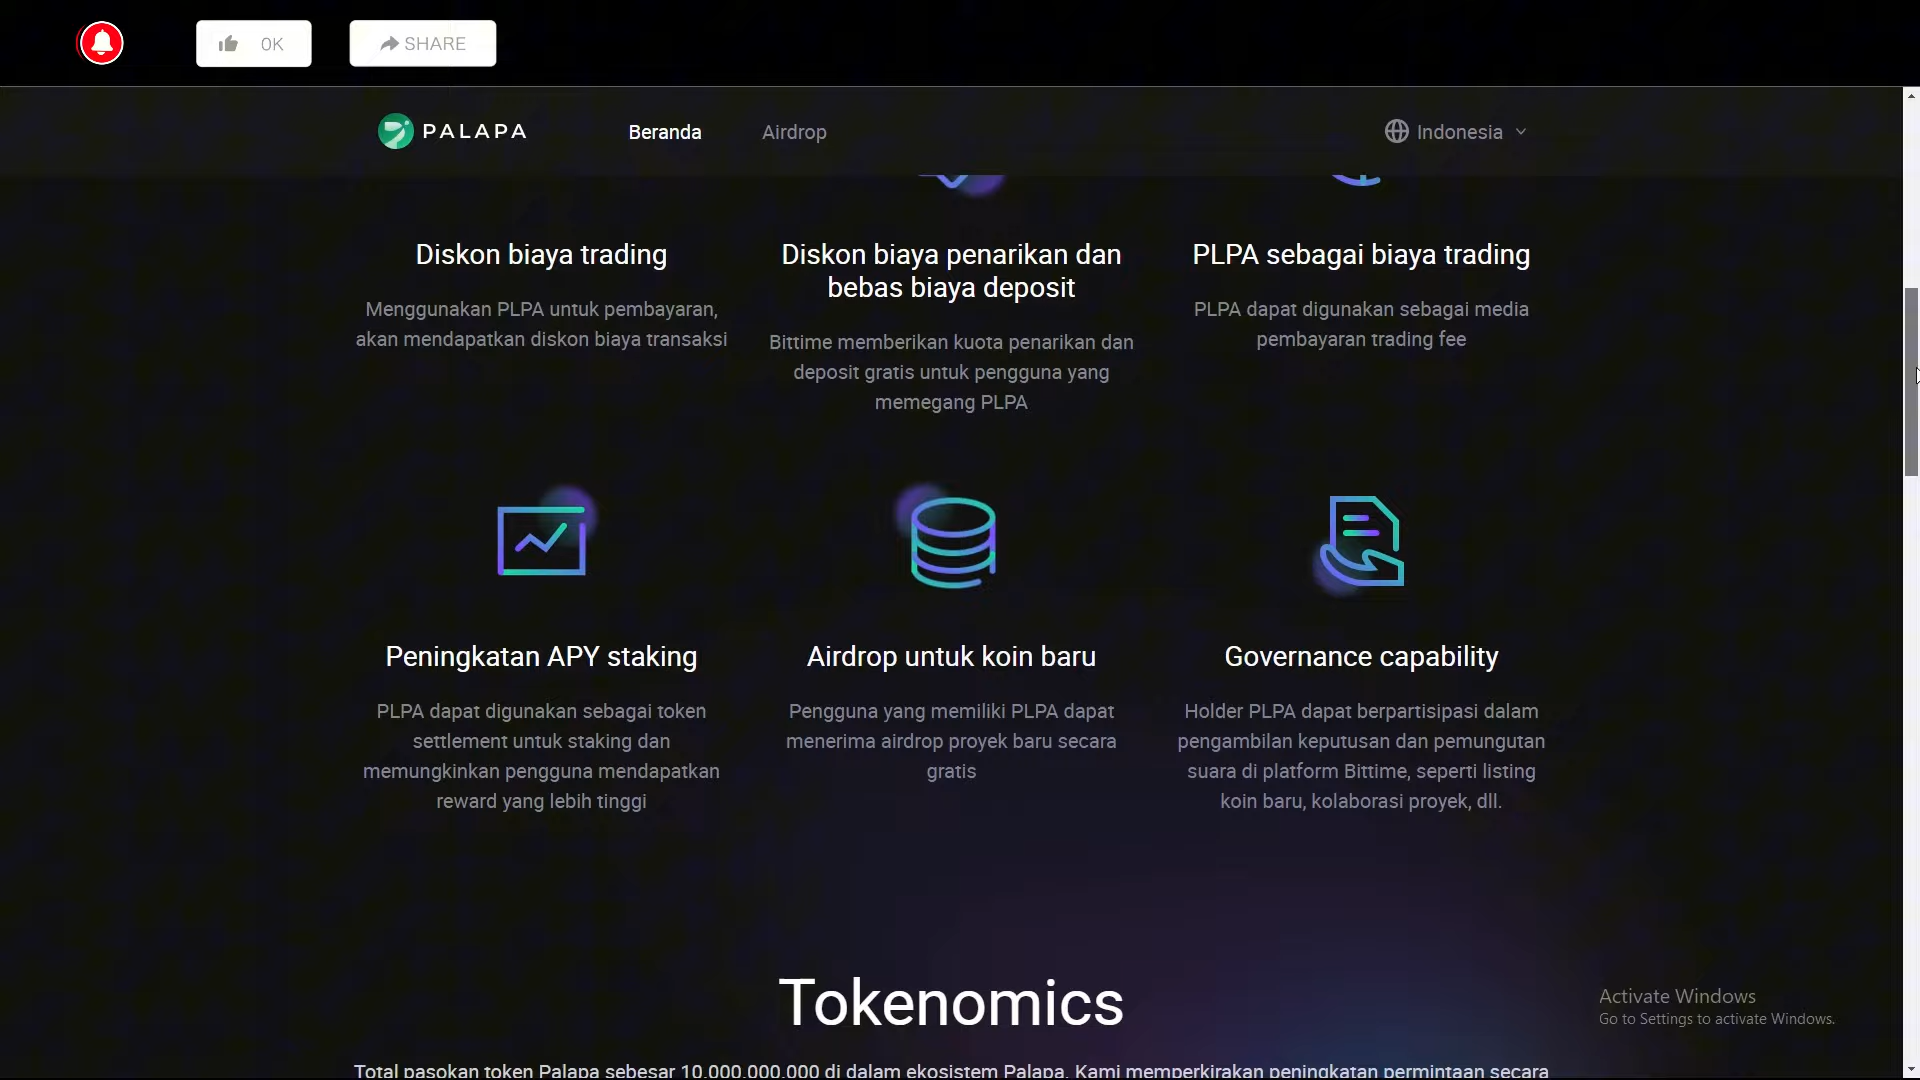 0K
SHARE
PALAPA
Beranda
Airdrop
Indonesia
Diskon biaya trading
Menggunakan PLPA untuk pembayaran,
akan mendapatkan diskon biaya transaksi
Diskon biaya penarikan dan
bebas biaya deposit
Bittime memberikan kuota penarikan dan
deposit gratis untuk pengguna yang
memegang PLPA
PLPA sebagai biaya trading
PLPA dapat digunakan sebagai media
pembayaran trading fee
Peningkatan APY staking
PLPA dapat digunakan sebagai token
settlement untuk staking dan
memungkinkan pengguna mendapatkan
reward yang lebih tinggi
Airdrop untuk koin baru
Pengguna yang memiliki PLPA dapat
menerima airdrop proyek baru secara
gratis
Governance capability
Holder PLPA dapat berpartisipasi dalam
pengambilan keputusan dan pemungutan
suara di platform Bittime, seperti listing
koin baru, kolaborasi proyek, dll.
Tokenomics
Total pasokan token Palapa sebesar 10.000.000.000 di dalam ekosistem Palapa. Kami memperkirakan peningkatan permintaan secara
Activate Windows
Go to Settings to activate Windows.